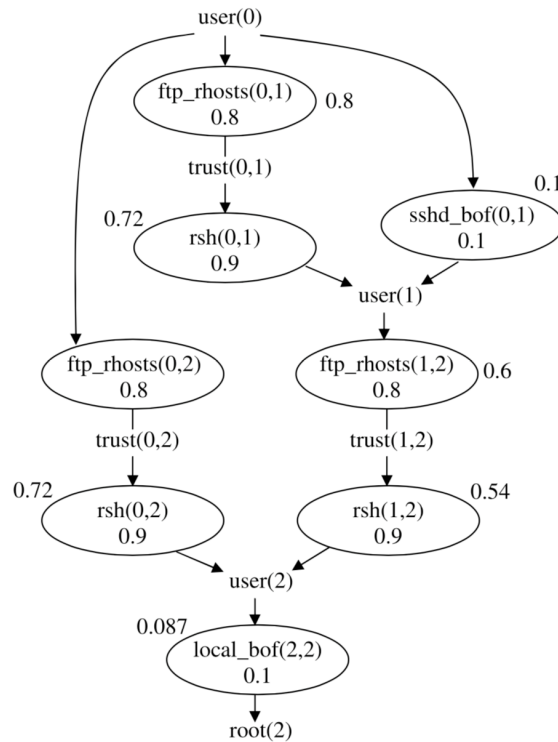 user(0)
ftp_rhosts(0,1)
0.8
0.8
trust(0,1)
0.1
0.72
rsh(0,1)
0.9
sshd_bof(0,1)
0.1
user(1)
ftp_rhosts(0,2)
0.8
ftp_rhosts(1,2)
0.8
0.6
trust(0,2)
trust(1,2)
0.72
rsh(0,2)
0.9
0.54
rsh(1,2)
0.9
user(2)
0.087
local_bof(2,2)
0.1
root(2)